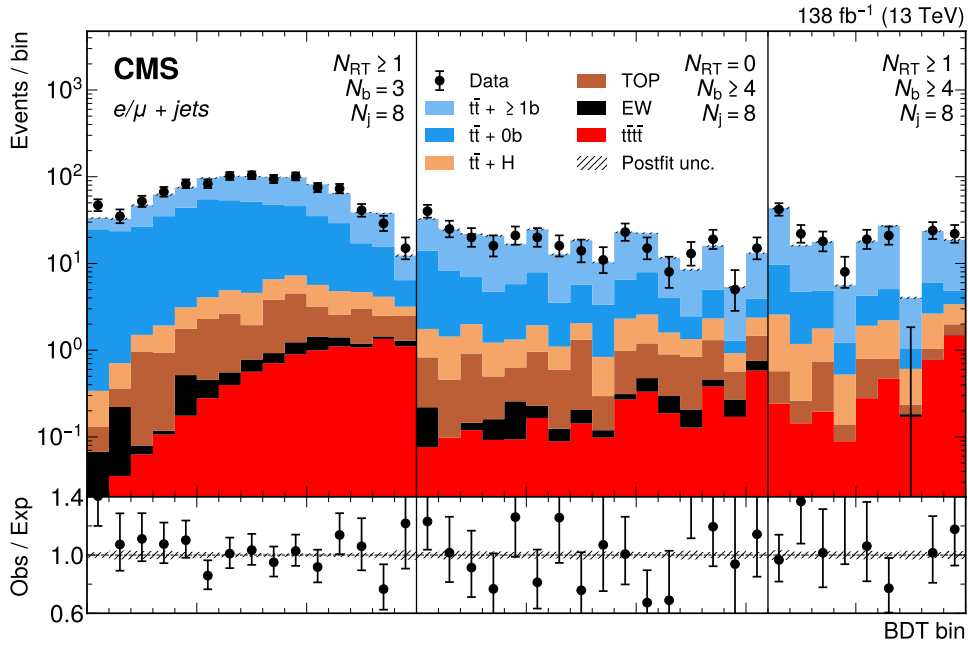 138 fb⁻¹ (13 TeV)
Events / bin
10³
10²
10¹
10⁰
10⁻¹
CMS
e/μ + jets
N_RT ≥ 1
N_b = 3
N_j = 8
Data
tt̄ + ≥ 1b
tt̄ + 0b
tt̄ + H
TOP
EW
tt̄tt̄
Postfit unc.
N_RT = 0
N_b ≥ 4
N_j = 8
N_RT ≥ 1
N_b ≥ 4
N_j = 8
Obs / Exp
1.4
1.0
0.6
BDT bin